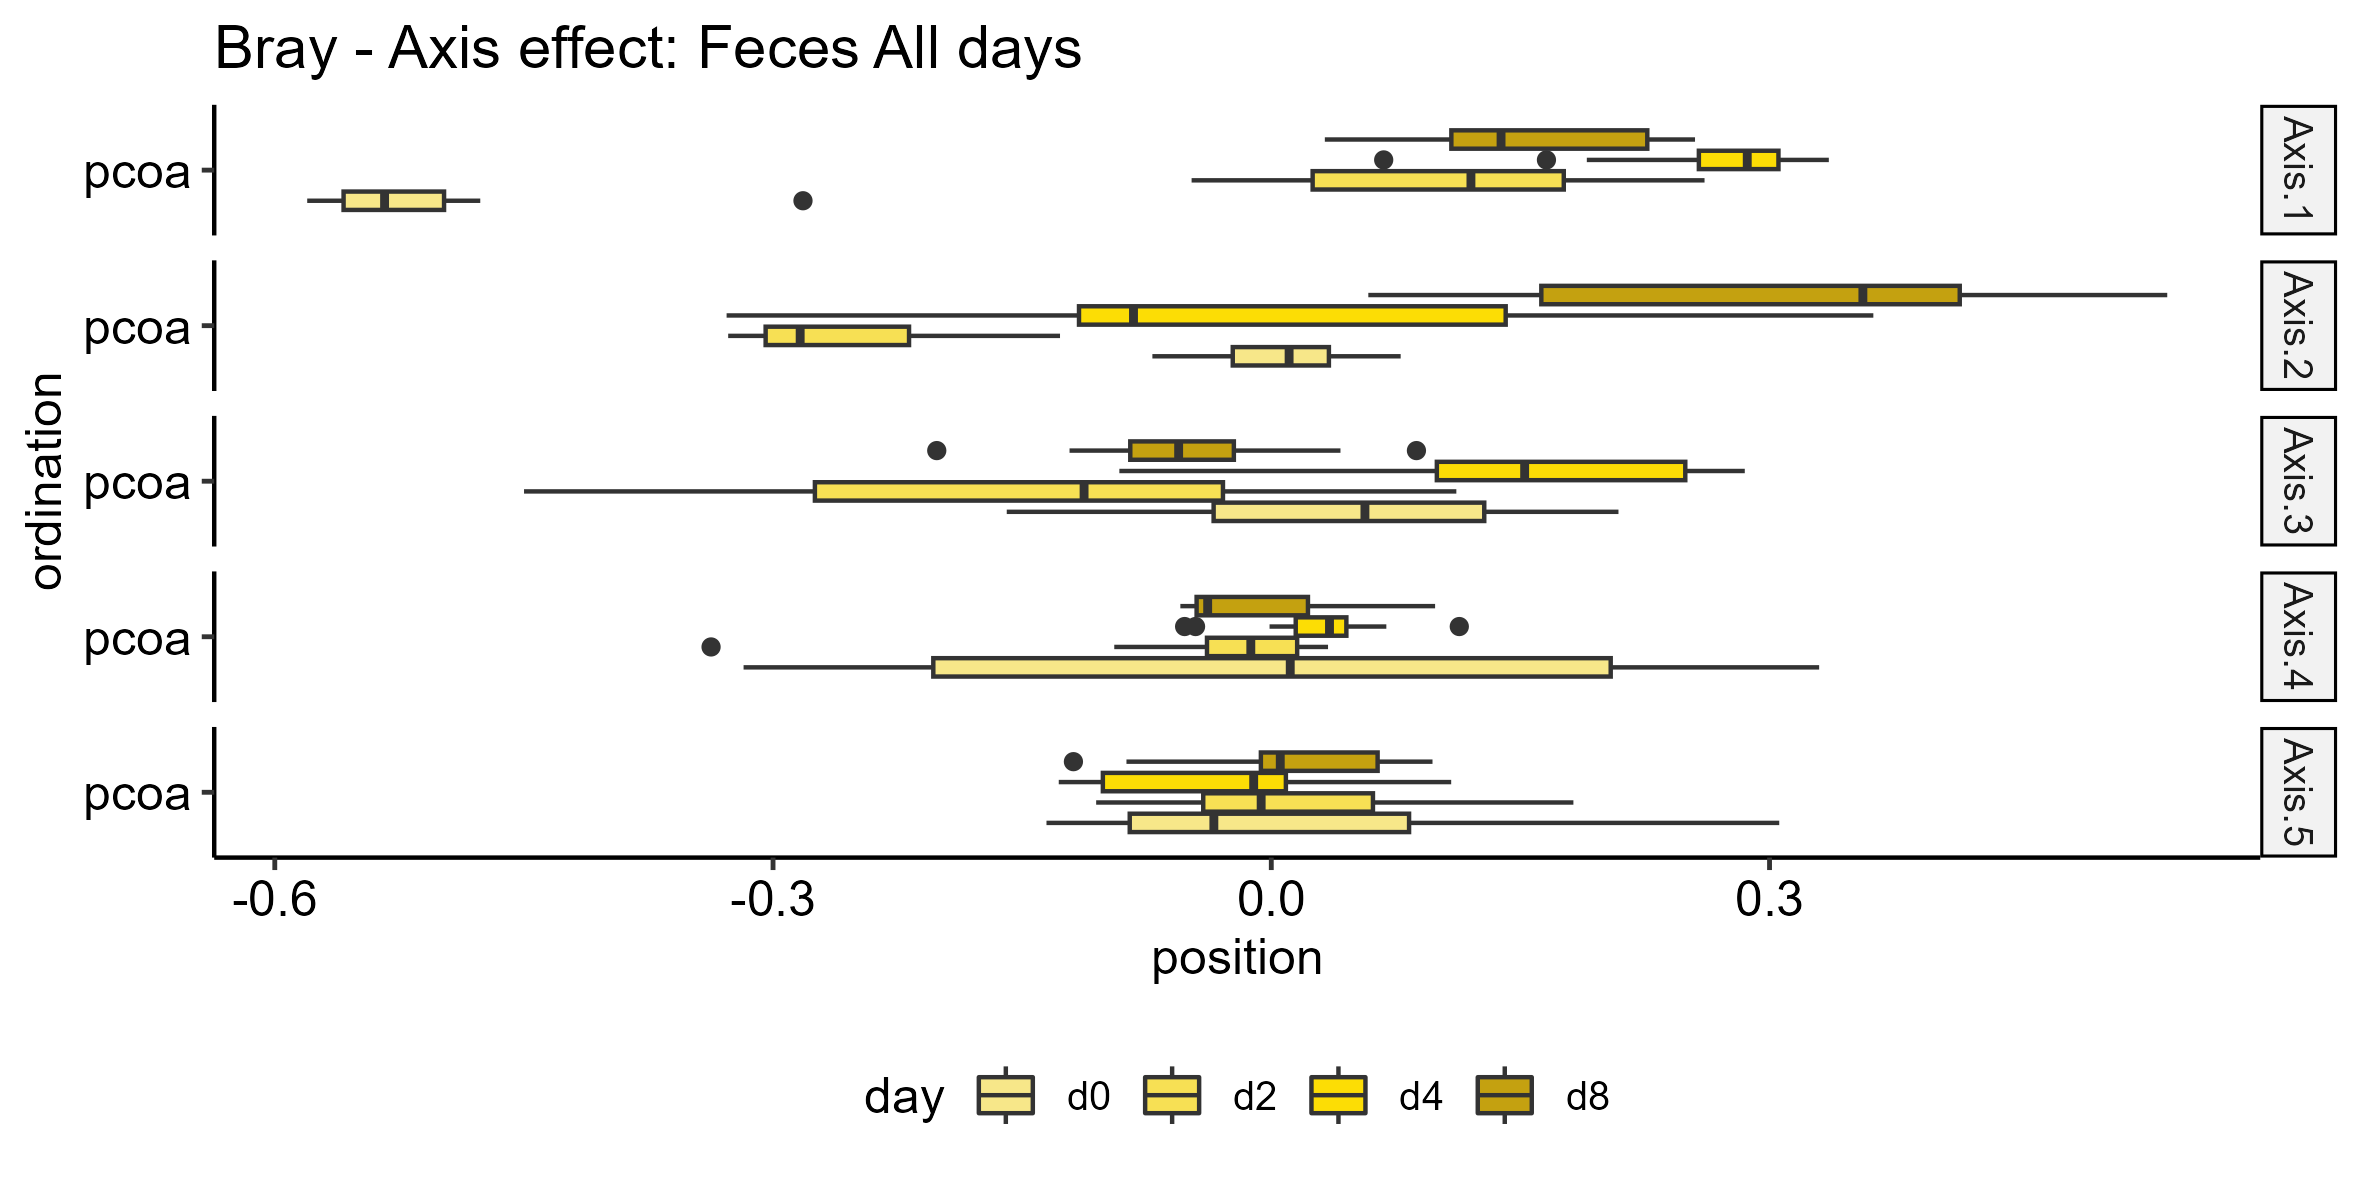 Bray - Axis effect: Feces All days
ordination
pcoa
Axis.1
pcoa
Axis.2
pcoa
Axis.3
pcoa
Axis.4
pcoa
Axis.5
-0.6 -0.3 0.0 0.3
position
day d0 d2 d4 d8